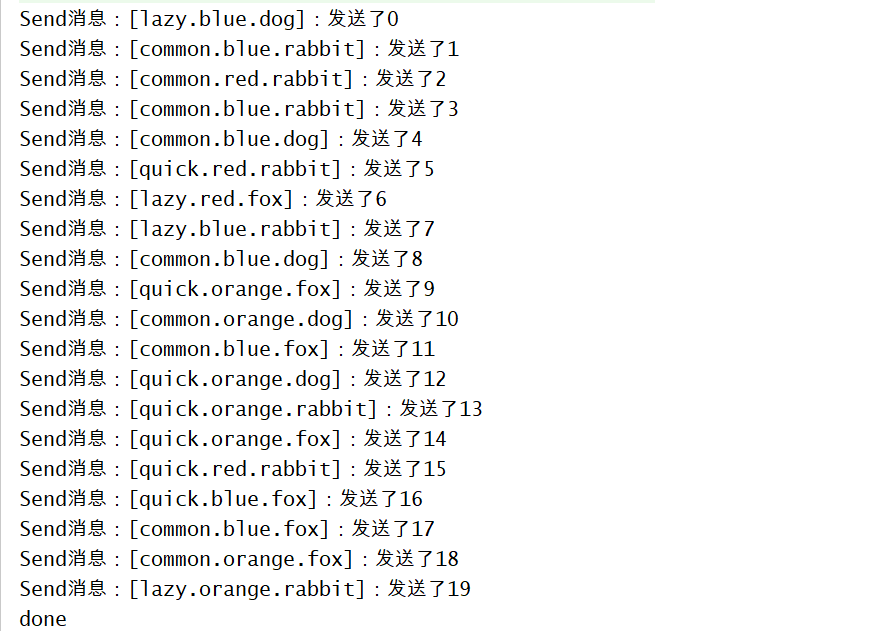 Send消息：[lazy.blue.dog]：发送了0
Send消息：[common.blue.rabbit]：发送了1
Send消息：[common.red.rabbit]：发送了2
Send消息：[common.blue.rabbit]：发送了3
Send消息：[common.blue.dog]：发送了4
Send消息：[quick.red.rabbit]：发送了5
Send消息：[lazy.red.fox]：发送了6
Send消息：[lazy.blue.rabbit]：发送了7
Send消息：[common.blue.dog]：发送了8
Send消息：[quick.orange.fox]：发送了9
Send消息：[common.orange.dog]：发送了10
Send消息：[common.blue.fox]：发送了11
Send消息：[quick.orange.dog]：发送了12
Send消息：[quick.orange.rabbit]：发送了13
Send消息：[quick.orange.fox]：发送了14
Send消息：[quick.red.rabbit]：发送了15
Send消息：[quick.blue.fox]：发送了16
Send消息：[common.blue.fox]：发送了17
Send消息：[common.orange.fox]：发送了18
Send消息：[lazy.orange.rabbit]：发送了19
done